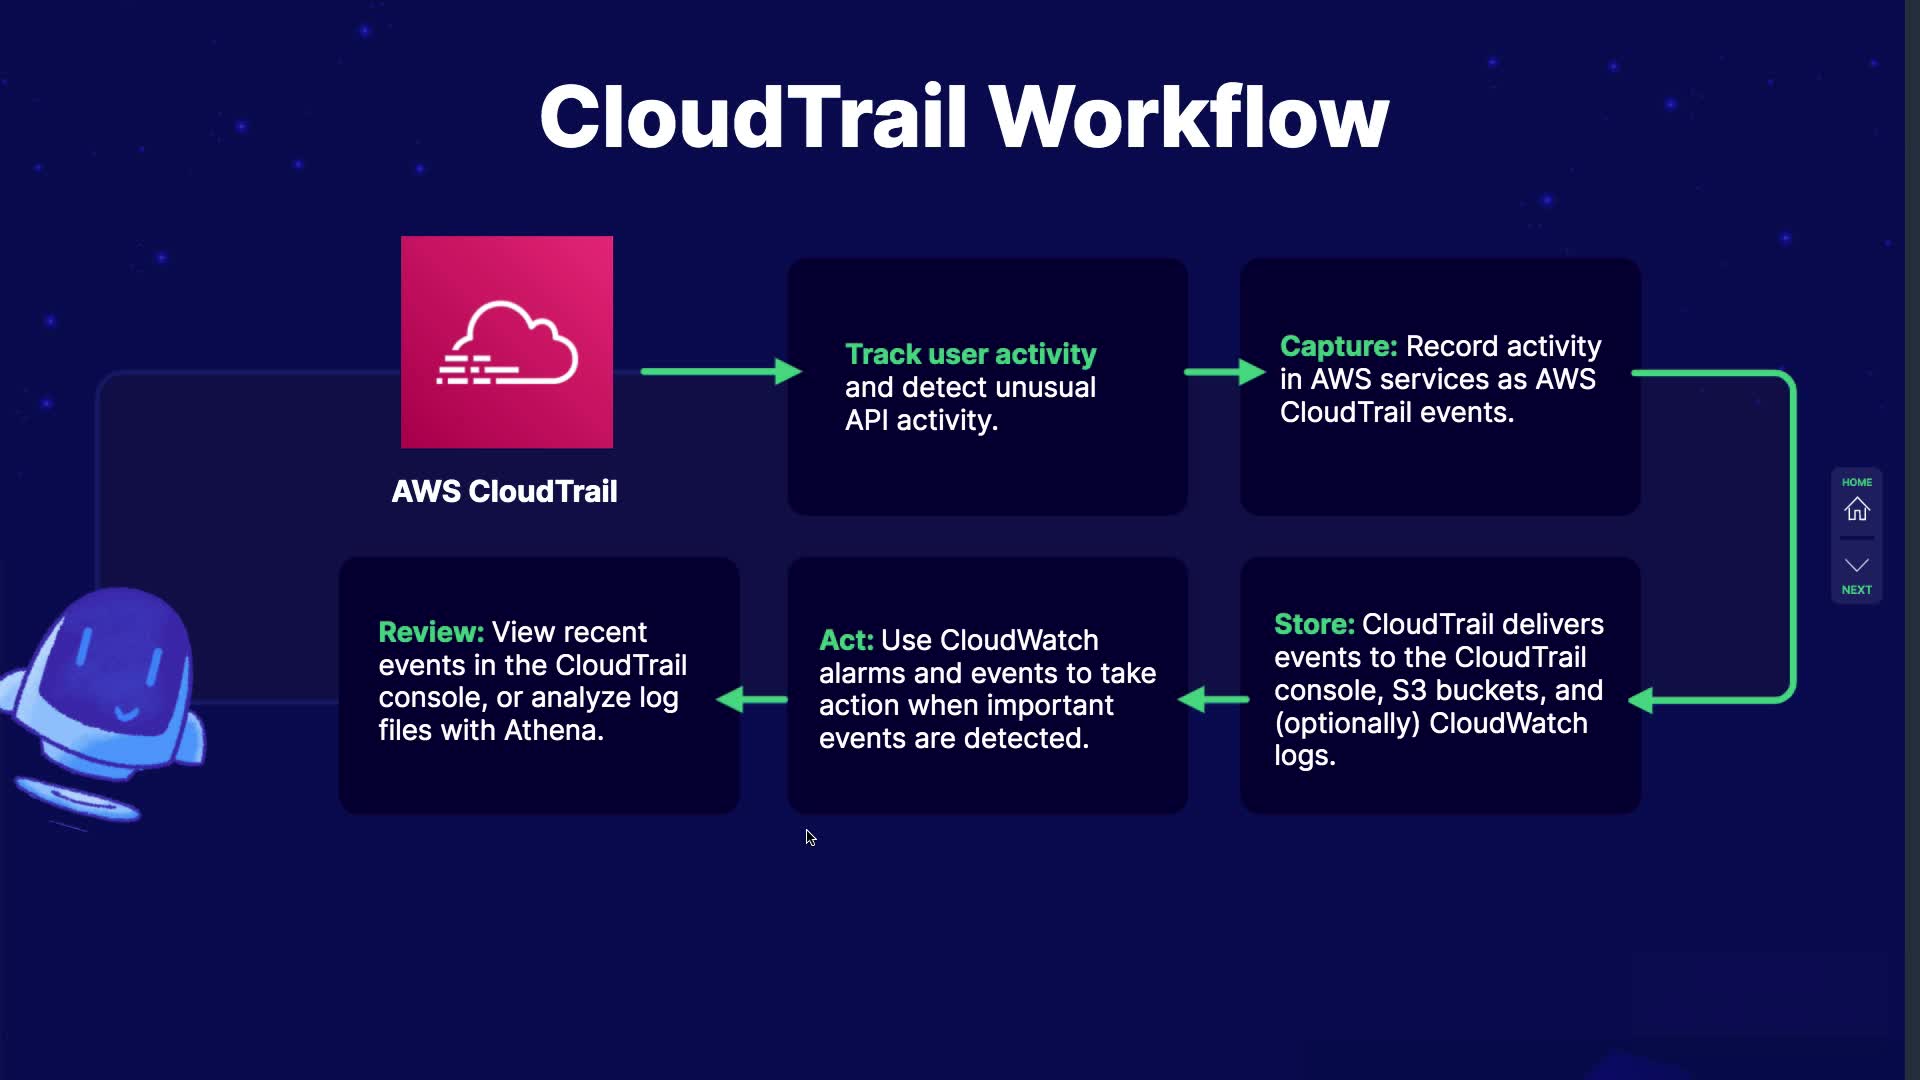 CloudTrail Workflow
AWS CloudTrail
Track user activity
and detect unusual
API activity.
Capture: Record activity
in AWS services as AWS
CloudTrail events.
Store: CloudTrail delivers
events to the CloudTrail
console, S3 buckets, and
(optionally) CloudWatch
logs.
Act: Use CloudWatch
alarms and events to take
action when important
events are detected.
Review: View recent
events in the CloudTrail
console, or analyze log
files with Athena.
HOME
NEXT